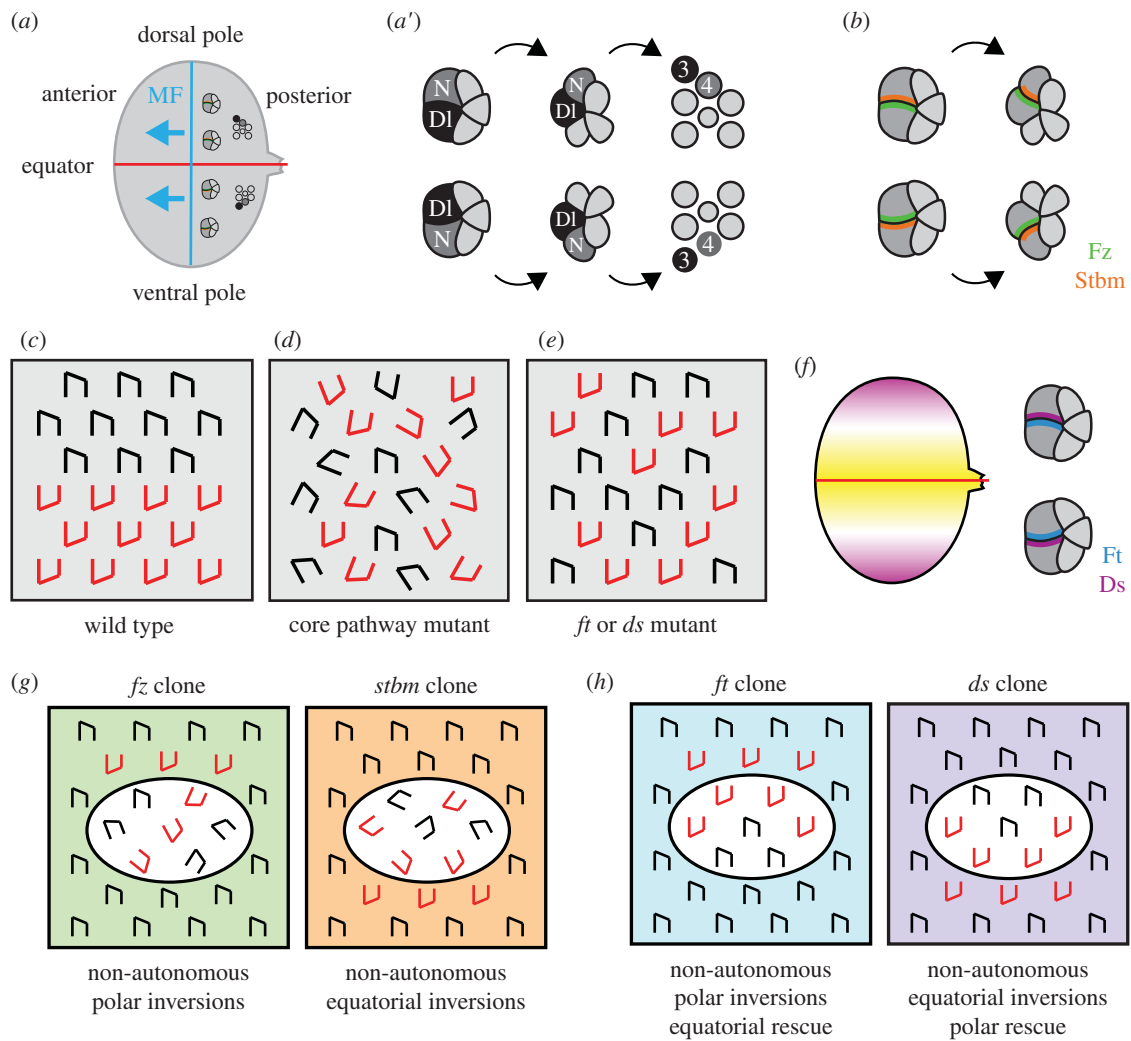 (a)
dorsal pole
anterior
MF
posterior
equator
ventral pole
(a′)
N
Dl
N
Dl
3
4
Dl
N
Dl
N
4
3
(b)
Fz
Stbm
(c)
wild type
(d)
core pathway mutant
(e)
ft or ds mutant
(f)
Ft
Ds
(g)
fz clone
non-autonomous
polar inversions
stbm clone
non-autonomous
equatorial inversions
(h)
ft clone
non-autonomous
polar inversions
equatorial rescue
ds clone
non-autonomous
equatorial inversions
polar rescue